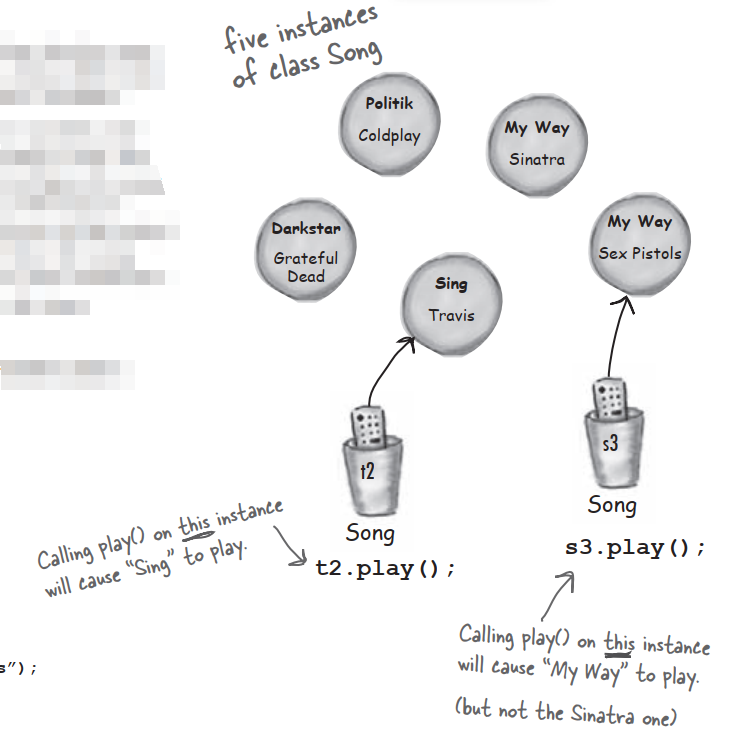 five instances
of class Song
Politik
Coldplay
My Way
Sinatra
Darkstar
Grateful
Dead
My Way
Sex Pistols
Sing
Travis
t2
Song
s3
Song
Calling play() on this instance
will cause “Sing” to play.
t2.play();
s3.play();
Calling play() on this instance
will cause “My Way” to play.
(but not the Sinatra one)
s”);